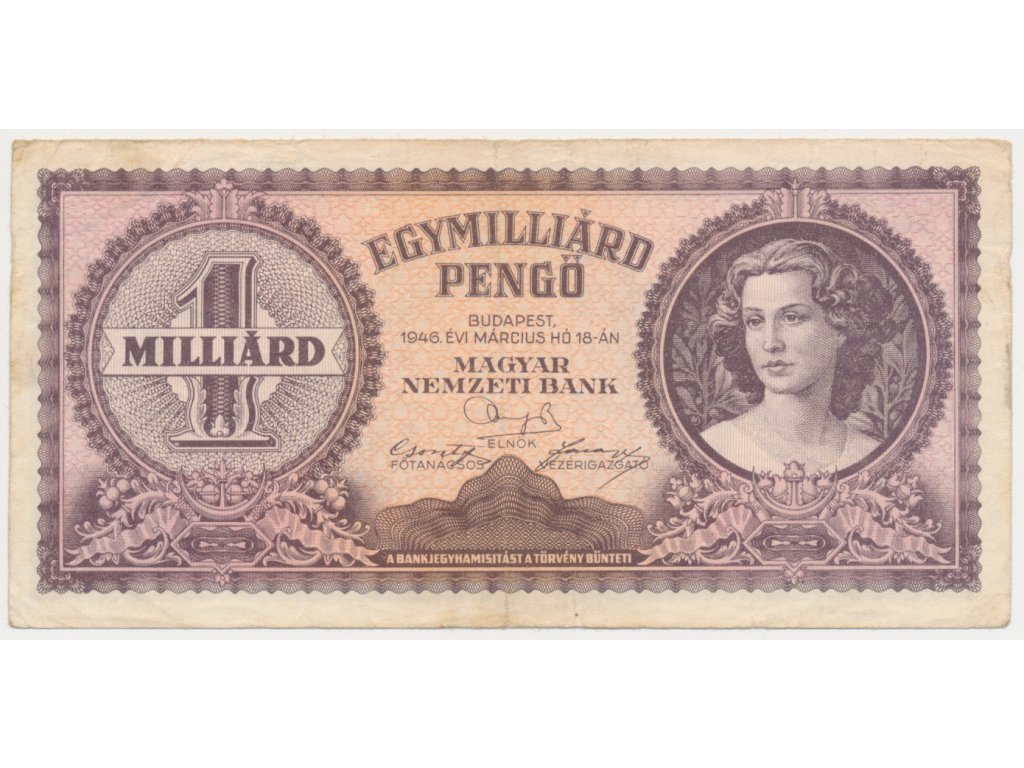 EGYMILLIÁRD
PENGŐ
1
MILLIÁRD
BUDAPEST,
1946. ÉVI MÁRCIUS HÓ 18-ÁN
MAGYAR
NEMZETI BANK
ELNÖK
FŐTANÁCSOS VEZÉRIGAZGATÓ
A BANKJEGYHAMISITÁST A TÖRVÉNY BÜNTETI